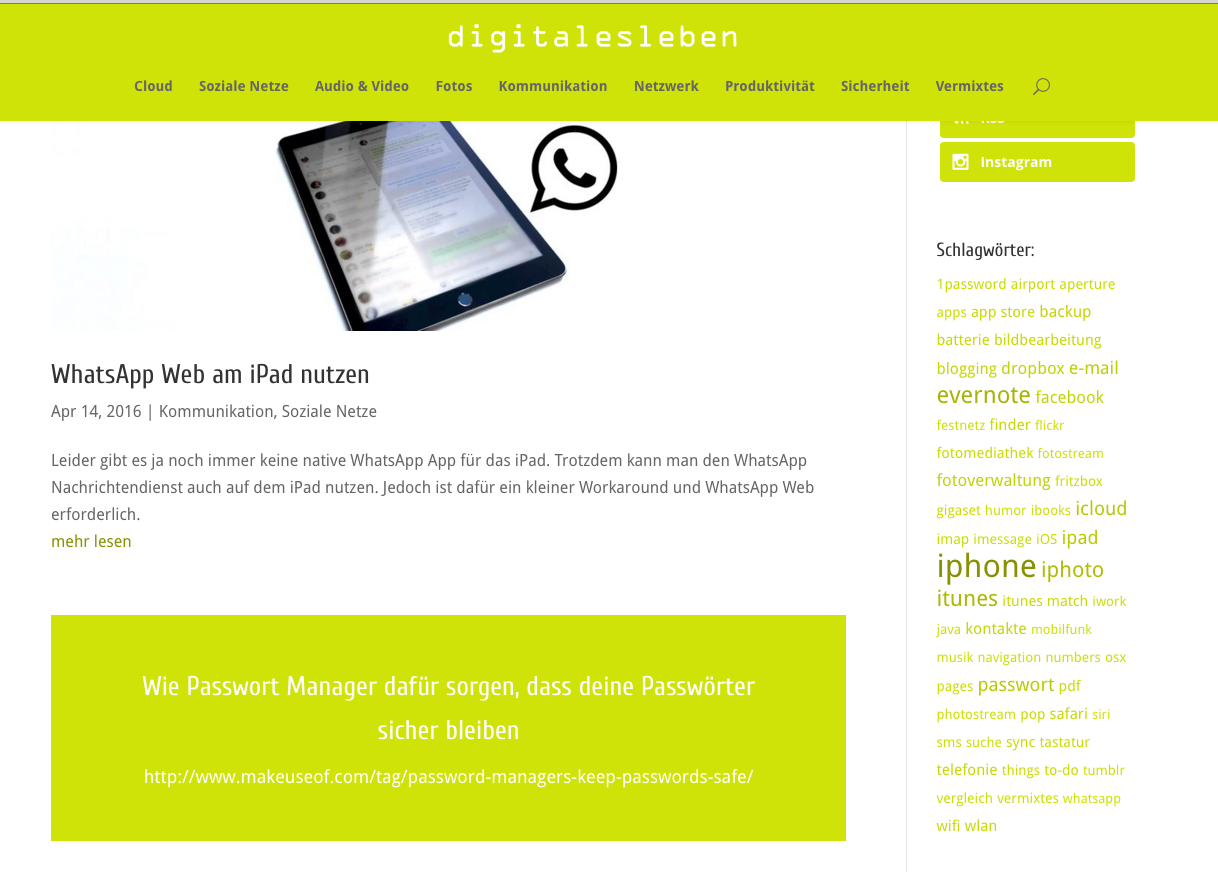 digitalesleben
Cloud Soziale Netze Audio & Video Fotos Kommunikation Netzwerk Produktivität Sicherheit Vermixtes
Instagram
WhatsApp Web am iPad nutzen
Apr 14, 2016 | Kommunikation, Soziale Netze
Leider gibt es ja noch immer keine native WhatsApp App für das iPad. Trotzdem kann man den WhatsApp
Nachrichtendienst auch auf dem iPad nutzen. Jedoch ist dafür ein kleiner Workaround und WhatsApp Web
erforderlich.
mehr lesen
Wie Passwort Manager dafür sorgen, dass deine Passwörter
sicher bleiben
http://www.makeuseof.com/tag/password-managers-keep-passwords-safe/
Schlagwörter:
1password airport aperture
apps app store backup
batterie bildbearbeitung
blogging dropbox e-mail
evernote facebook
festnetz finder flickr
fotomediathek fotostream
fotoverwaltung fritzbox
gigaset humor ibooks icloud
imap imessage iOS ipad
iphone iphoto
itunes itunes match iwork
java kontakte mobilfunk
musik navigation numbers osx
pages passwort pdf
photostream pop safari siri
sms suche sync tastatur
telefonie things to-do tumblr
vergleich vermixtes whatsapp
wifi wlan